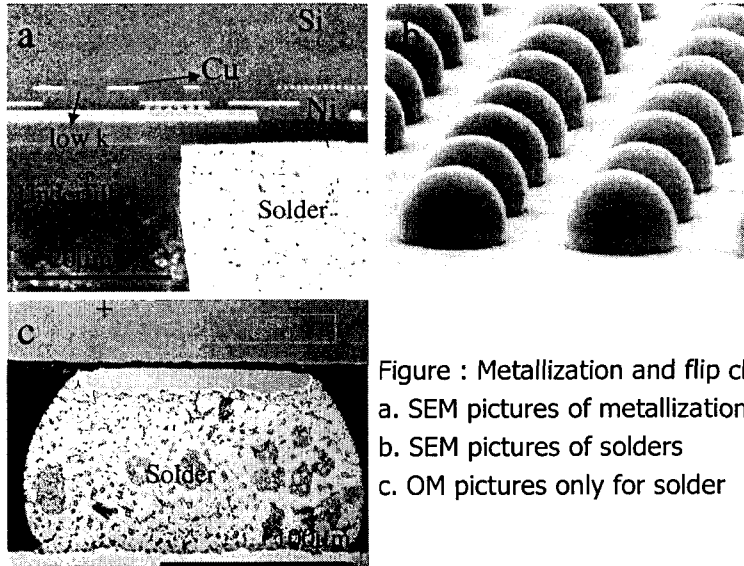 a
Si
Cu
Ni
low k
Solder
b
c
Solder
100μm
Figure : Metallization and flip
a. SEM pictures of metallization
b. SEM pictures of solders
c. OM pictures only for solder